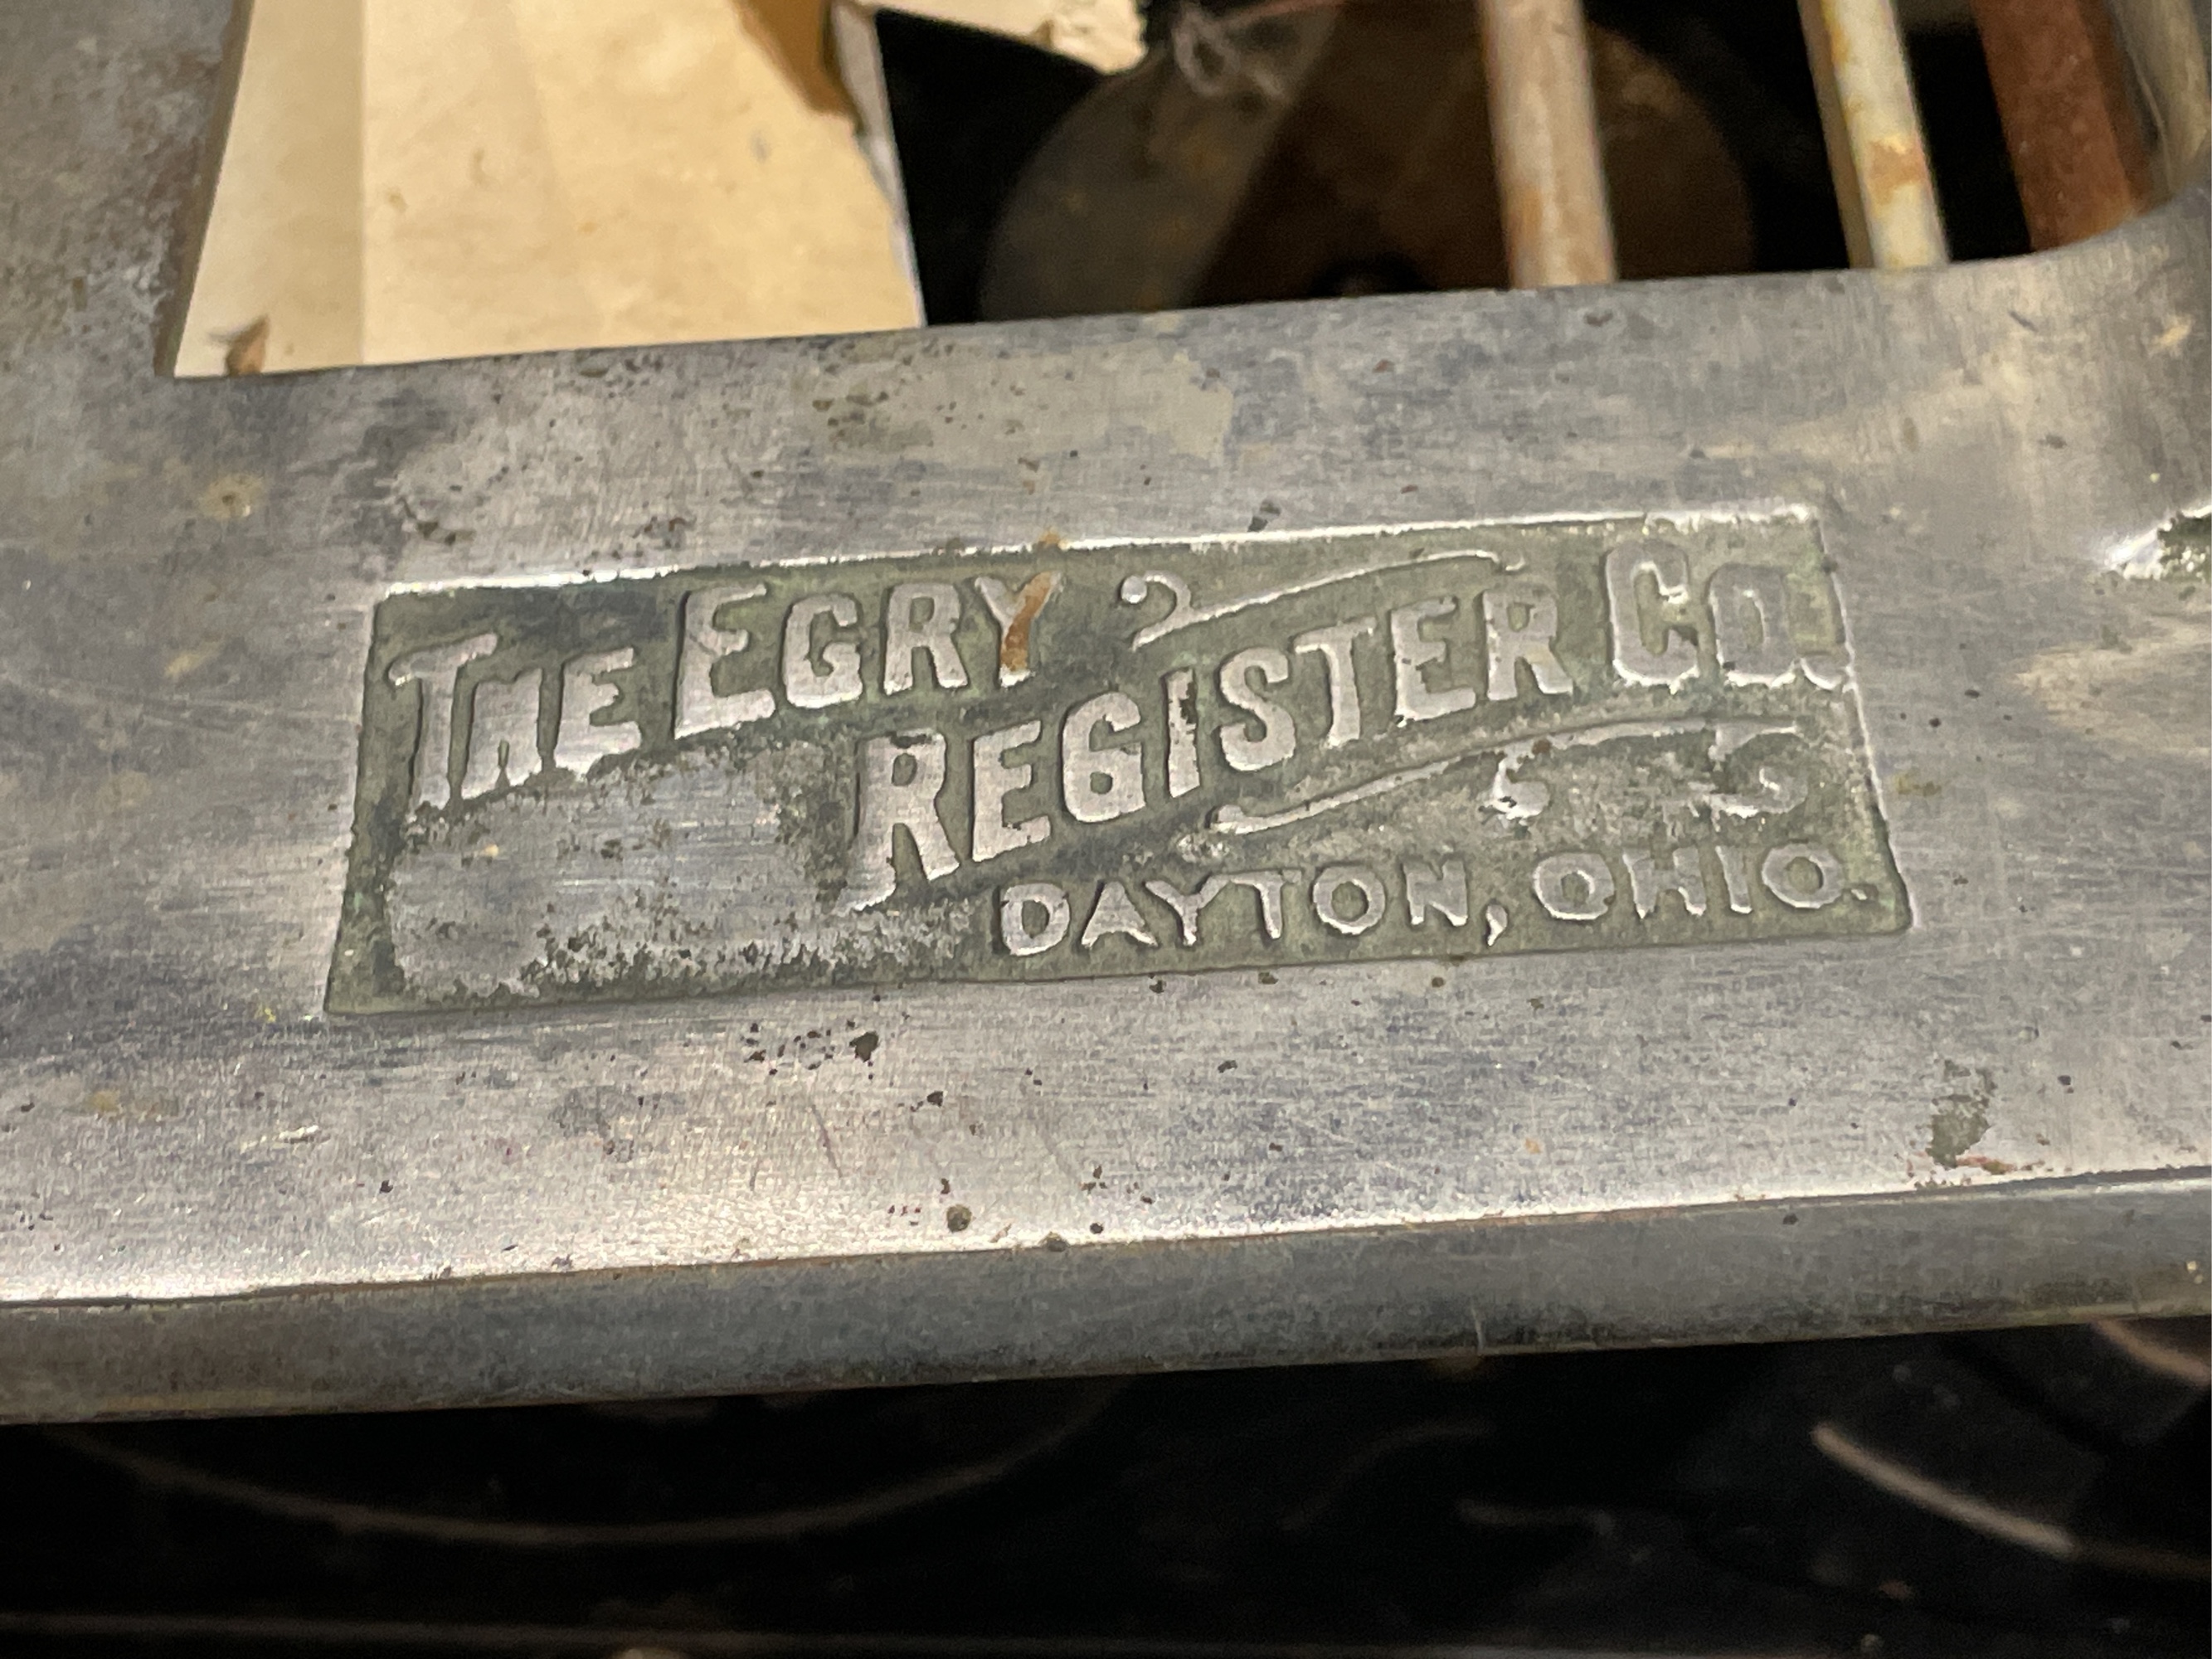 THE EGRY
REGISTER CO.
DAYTON, OHIO.